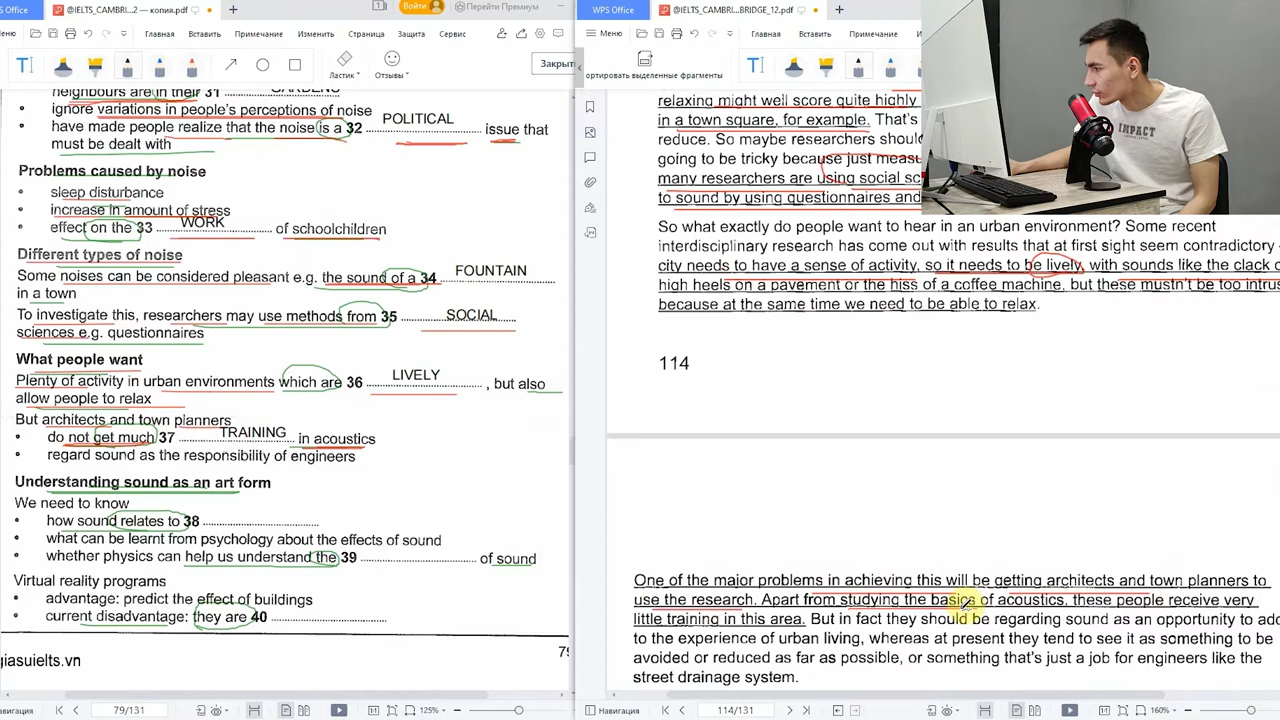 PS Office
@IELTS_CAMBRI...2 — копия.pdf
1
Войти
Перейти Премиум
WPS Office
@IELTS_CAMB...BRIDGE_12.pdf
Главная
Вставить
Примечание
Изменить
Страница
Защита
Сервис
Меню
Главная
Вставить
Примечание
Ластик
Отзывы
Закрыт
ортировать выделенные фрагменты
neighbours are in their 31 GARDENS
ignore variations in people's perceptions of noise
have made people realize that the noise is a 32 POLITICAL issue that
must be dealt with
Problems caused by noise
sleep disturbance
increase in amount of stress
effect on the 33 WORK of schoolchildren
Different types of noise
Some noises can be considered pleasant e.g. the sound of a 34 FOUNTAIN
in a town
To investigate this, researchers may use methods from 35 SOCIAL
sciences e.g. questionnaires
What people want
Plenty of activity in urban environments which are 36 LIVELY , but also
allow people to relax
But architects and town planners
do not get much 37 TRAINING in acoustics
regard sound as the responsibility of engineers
Understanding sound as an art form
We need to know
how sound relates to 38
what can be learnt from psychology about the effects of sound
whether physics can help us understand the 39 of sound
Virtual reality programs
advantage: predict the effect of buildings
current disadvantage: they are 40
giasuielts.vn
79
relaxing might well score quite highly
in a town square, for example. That's
reduce. So maybe researchers shoul
going to be tricky because just meas
many researchers are using social sc
to sound by using questionnaires and
IMPACT
So what exactly do people want to hear in an urban environment? Some recent
interdisciplinary research has come out with results that at first sight seem contradictory
city needs to have a sense of activity, so it needs to be lively, with sounds like the clack o
high heels on a pavement or the hiss of a coffee machine, but these mustn't be too intrus
because at the same time we need to be able to relax.
114
One of the major problems in achieving this will be getting architects and town planners to
use the research. Apart from studying the basics of acoustics, these people receive very
little training in this area. But in fact they should be regarding sound as an opportunity to add
to the experience of urban living, whereas at present they tend to see it as something to be
avoided or reduced as far as possible, or something that's just a job for engineers like the
street drainage system.
навигация
79/131
125%
Навигация
114/131
160%